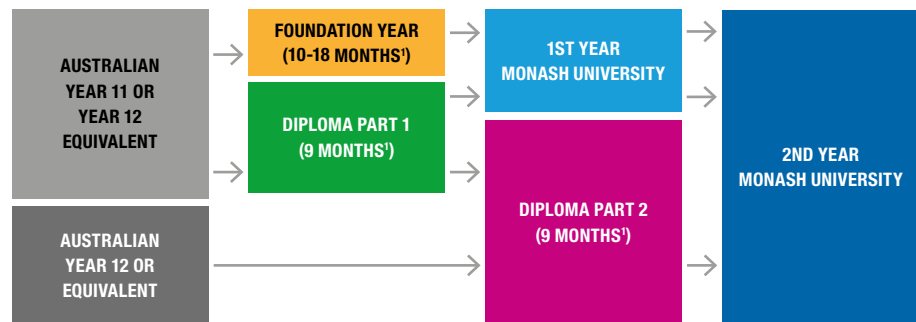 AUSTRALIAN
YEAR 11 OR
YEAR 12
EQUIVALENT
FOUNDATION YEAR
(10-18 MONTHS¹)
DIPLOMA PART 1
(9 MONTHS¹)
1ST YEAR
MONASH UNIVERSITY
2ND YEAR
MONASH UNIVERSITY
AUSTRALIAN
YEAR 12 OR
EQUIVALENT
DIPLOMA PART 2
(9 MONTHS¹)